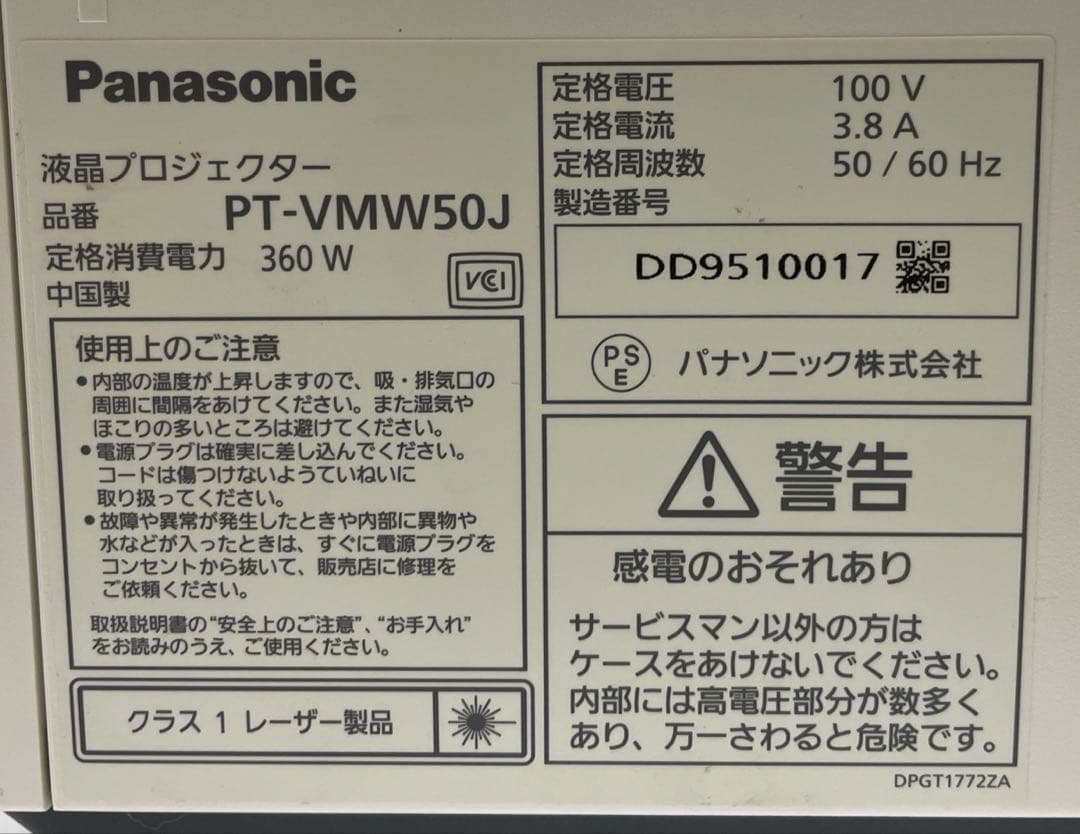 Panasonic
液晶プロジェクター
品番 PT-VMW50J
定格消費電力 360 W
中国製
VCI
使用上のご注意
●内部の温度が上昇しますので、吸・排気口の
周囲に間隔をあけてください。また湿気や
ほこりの多いところは避けてください。
●電源プラグは確実に差し込んでください。
コードは傷つけないようていねいに
取り扱ってください。
●故障や異常が発生したときや内部に異物や
水などが入ったときは、すぐに電源プラグを
コンセントから抜いて、販売店に修理を
ご依頼ください。
取扱説明書の“安全上のご注意”、“お手入れ”
をお読みのうえ、ご使用ください。
クラス 1 レーザー製品
定格電圧 100 V
定格電流 3.8 A
定格周波数 50 / 60 Hz
製造番号
DD9510017
PS
E
パナソニック株式会社
警告
感電のおそれあり
サービスマン以外の方は
ケースをあけないでください。
内部には高電圧部分が数多く
あり、万一さわると危険です。
DPGT1772ZA